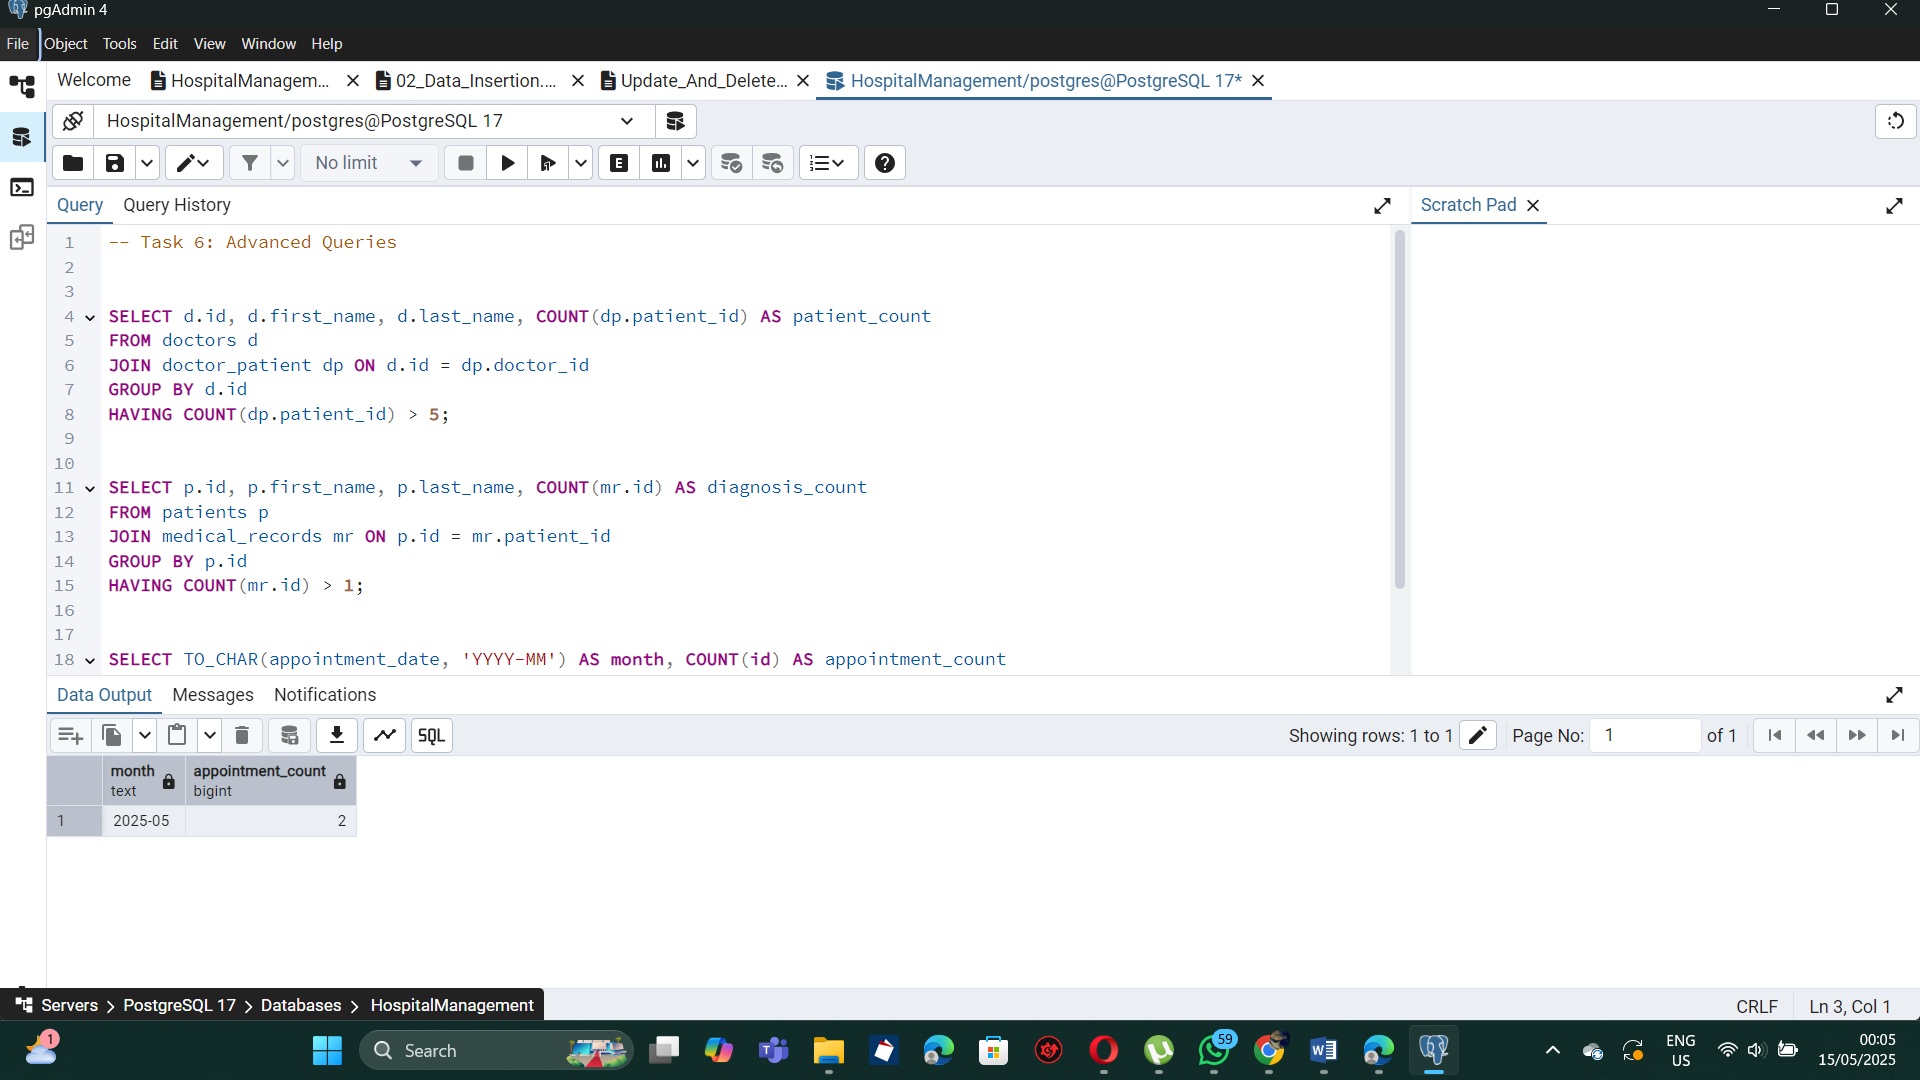 pgAdmin 4
File Object Tools Edit View Window Help
Welcome HospitalManagem... 02_Data_Insertion.... Update_And_Delete... HospitalManagement/postgres@PostgreSQL 17*
HospitalManagement/postgres@PostgreSQL 17
No limit
E
Query Query History Scratch Pad
1 -- Task 6: Advanced Queries
2
3
4 SELECT d.id, d.first_name, d.last_name, COUNT(dp.patient_id) AS patient_count
5 FROM doctors d
6 JOIN doctor_patient dp ON d.id = dp.doctor_id
7 GROUP BY d.id
8 HAVING COUNT(dp.patient_id) > 5;
9
10
11 SELECT p.id, p.first_name, p.last_name, COUNT(mr.id) AS diagnosis_count
12 FROM patients p
13 JOIN medical_records mr ON p.id = mr.patient_id
14 GROUP BY p.id
15 HAVING COUNT(mr.id) > 1;
16
17
18 SELECT TO_CHAR(appointment_date, 'YYYY-MM') AS month, COUNT(id) AS appointment_count
Data Output Messages Notifications
SQL Showing rows: 1 to 1 Page No: 1 of 1
month appointment_count
text bigint
1 2025-05 2
Servers PostgreSQL 17 Databases HospitalManagement
CRLF Ln 3, Col 1
1 Search 59 ENG 00:05
US 15/05/2025